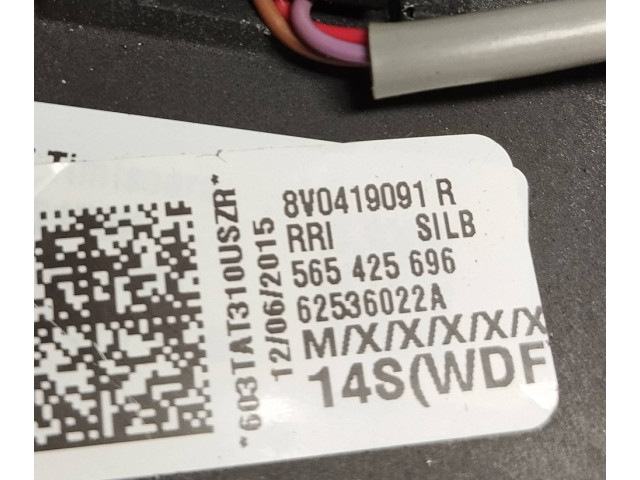 8V0419091 R
RRI SILB
565 425 696
62536022A
M/X/X/X/X/X
14S(WDF
12/06/2015
*603TAT310USZR*
F